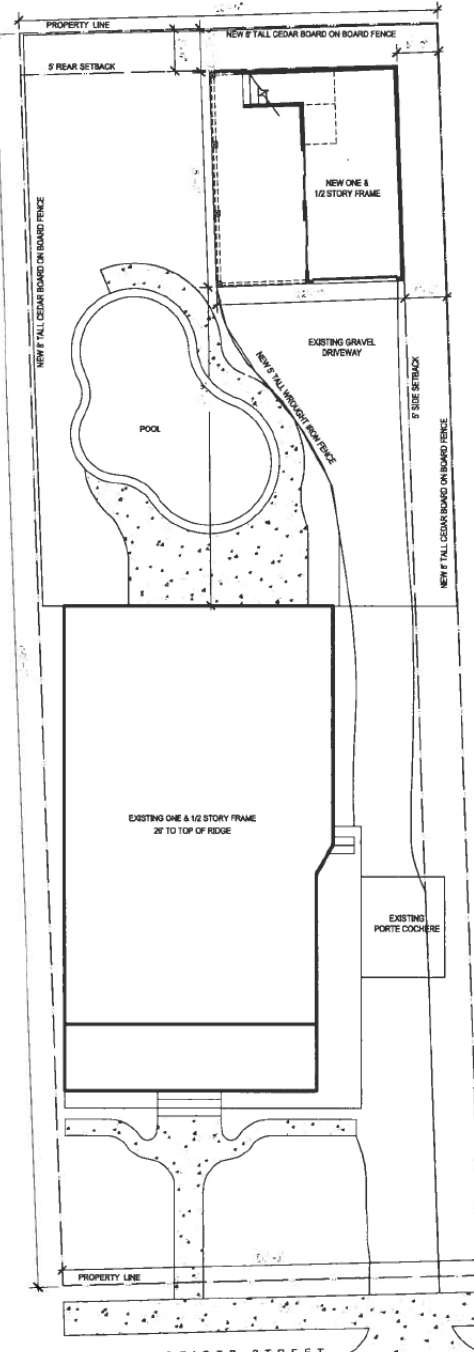 PROPERTY LINE
NEW 8' TALL CEDAR BOARD ON BOARD FENCE
5' REAR SETBACK
NEW ONE &
1/2 STORY FRAME
NEW 8' TALL CEDAR BOARD ON BOARD FENCE
EXISTING GRAVEL
DRIVEWAY
NEW 5' TALL WROUGHT IRON FENCE
5' SIDE SETBACK
POOL
NEW 8' TALL CEDAR BOARD ON BOARD FENCE
EXISTING ONE & 1/2 STORY FRAME
26' TO TOP OF RIDGE
EXISTING
PORTE COCHERE
PROPERTY LINE
STREET